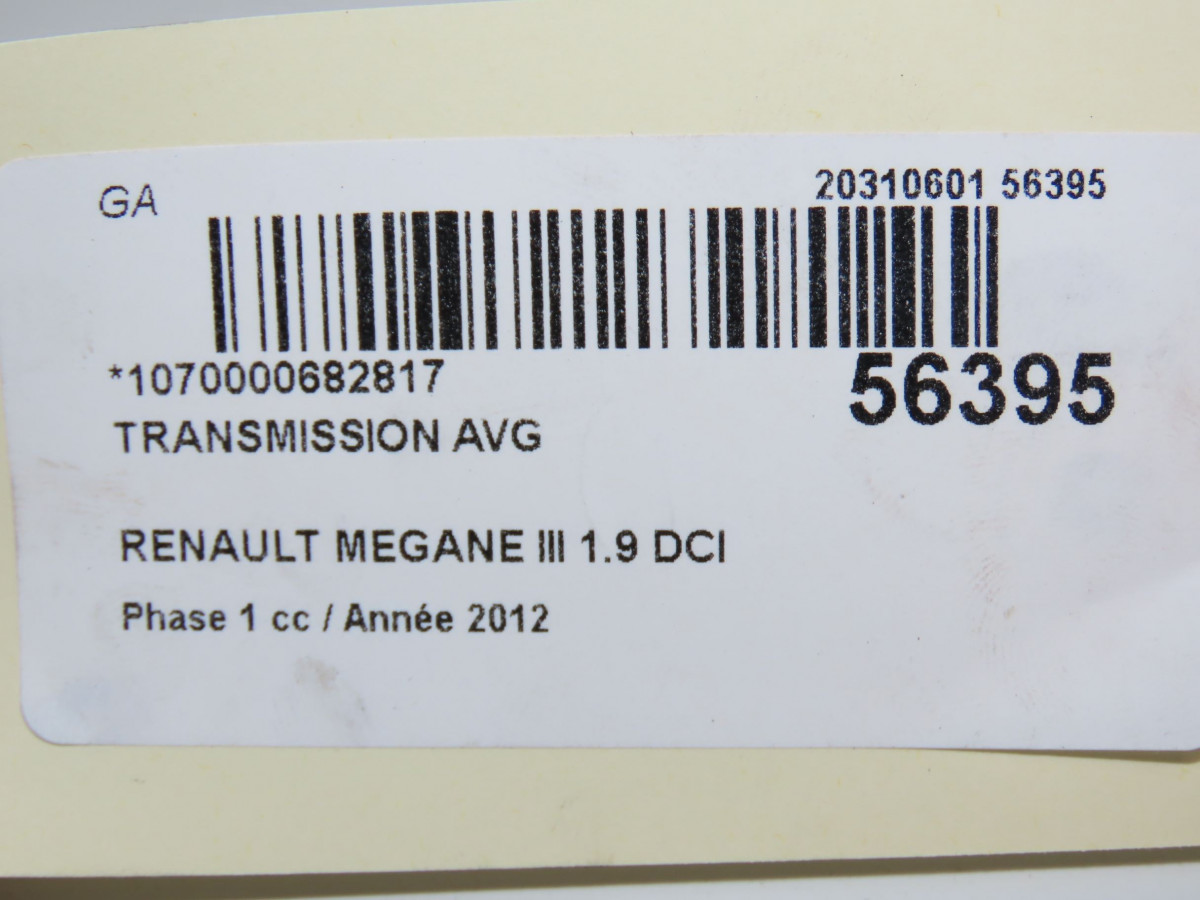 GA
20310601 56395
*1070000682817
56395
TRANSMISSION AVG
RENAULT MEGANE III 1.9 DCI
Phase 1 cc / Année 2012